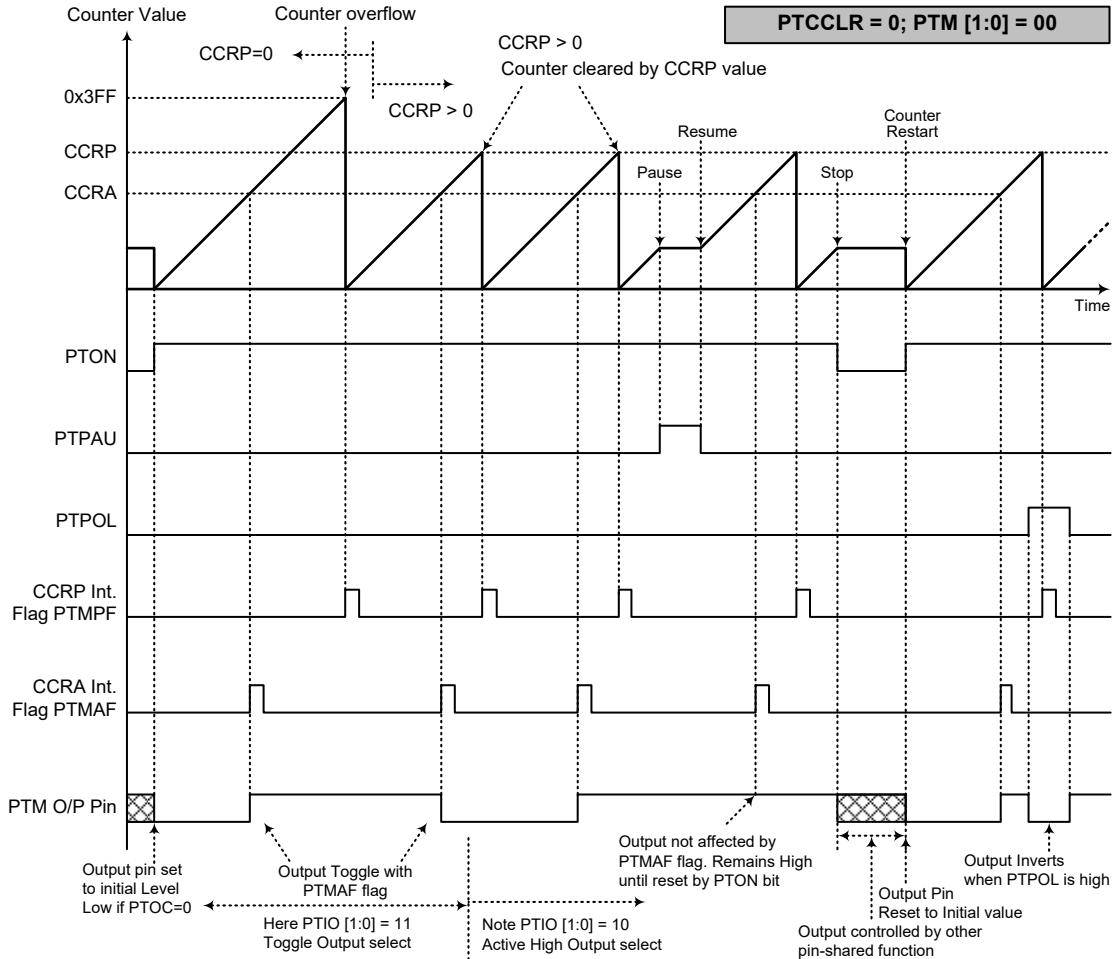 Counter Value
Counter overflow
PTCCLR = 0; PTM [1:0] = 00
CCRP=0
CCRP > 0
CCRP > 0
Counter cleared by CCRP value
0x3FF
CCRP
CCRA
Pause
Resume
Stop
Counter
Restart
Time
PTON
PTPAU
PTPOL
CCRP Int.
Flag PTMPF
CCRA Int.
Flag PTMAF
PTM O/P Pin
Output pin set
to initial Level
Low if PTOC=0
Output Toggle with
PTMAF flag
Here PTIO [1:0] = 11
Toggle Output select
Note PTIO [1:0] = 10
Active High Output select
Output not affected by
PTMAF flag. Remains High
until reset by PTON bit
Output Pin
Reset to Initial value
Output controlled by other
pin-shared function
Output Inverts
when PTPOL is high